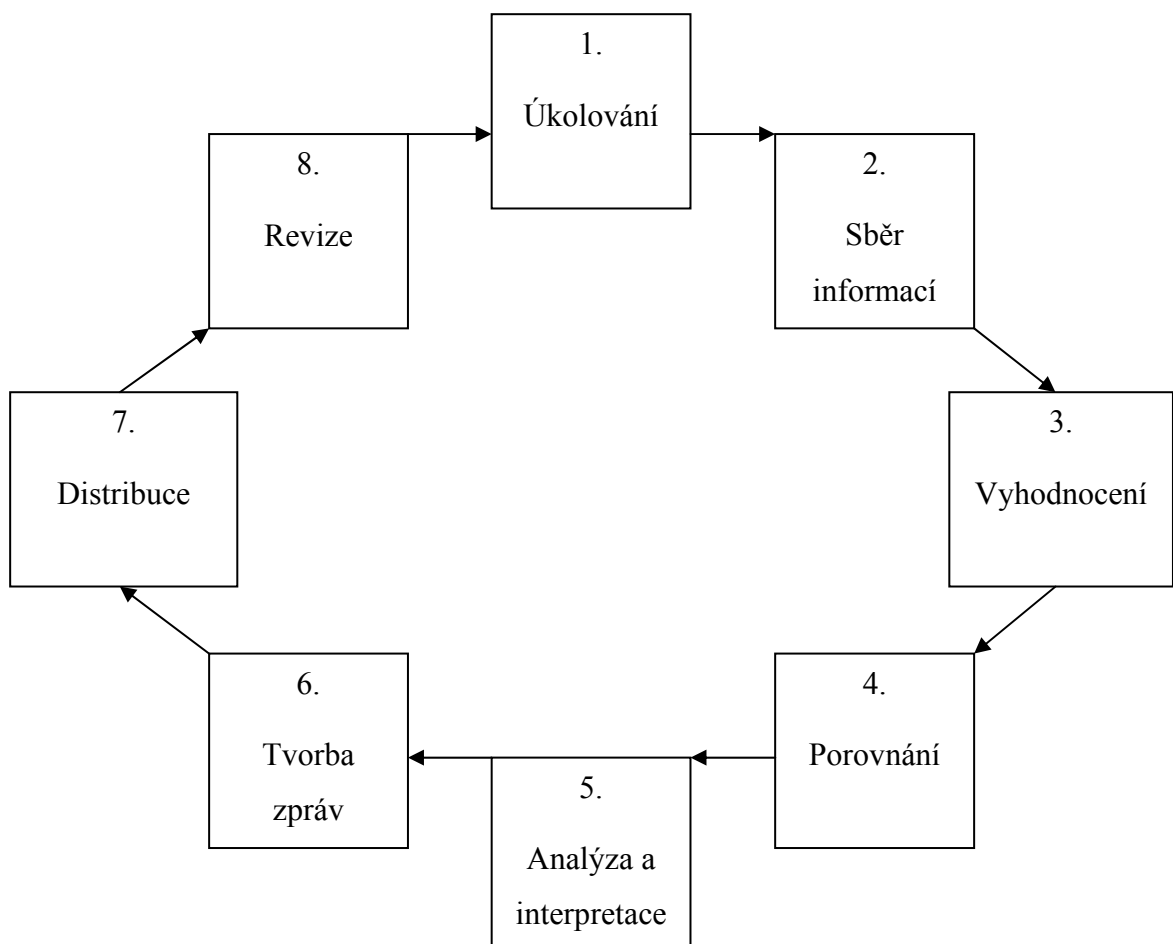 1.
Úkolování
2.
Sběr
informací
3.
Vyhodnocení
4.
Porovnání
5.
Analýza a
interpretace
6.
Tvorba
zpráv
7.
Distribuce
8.
Revize